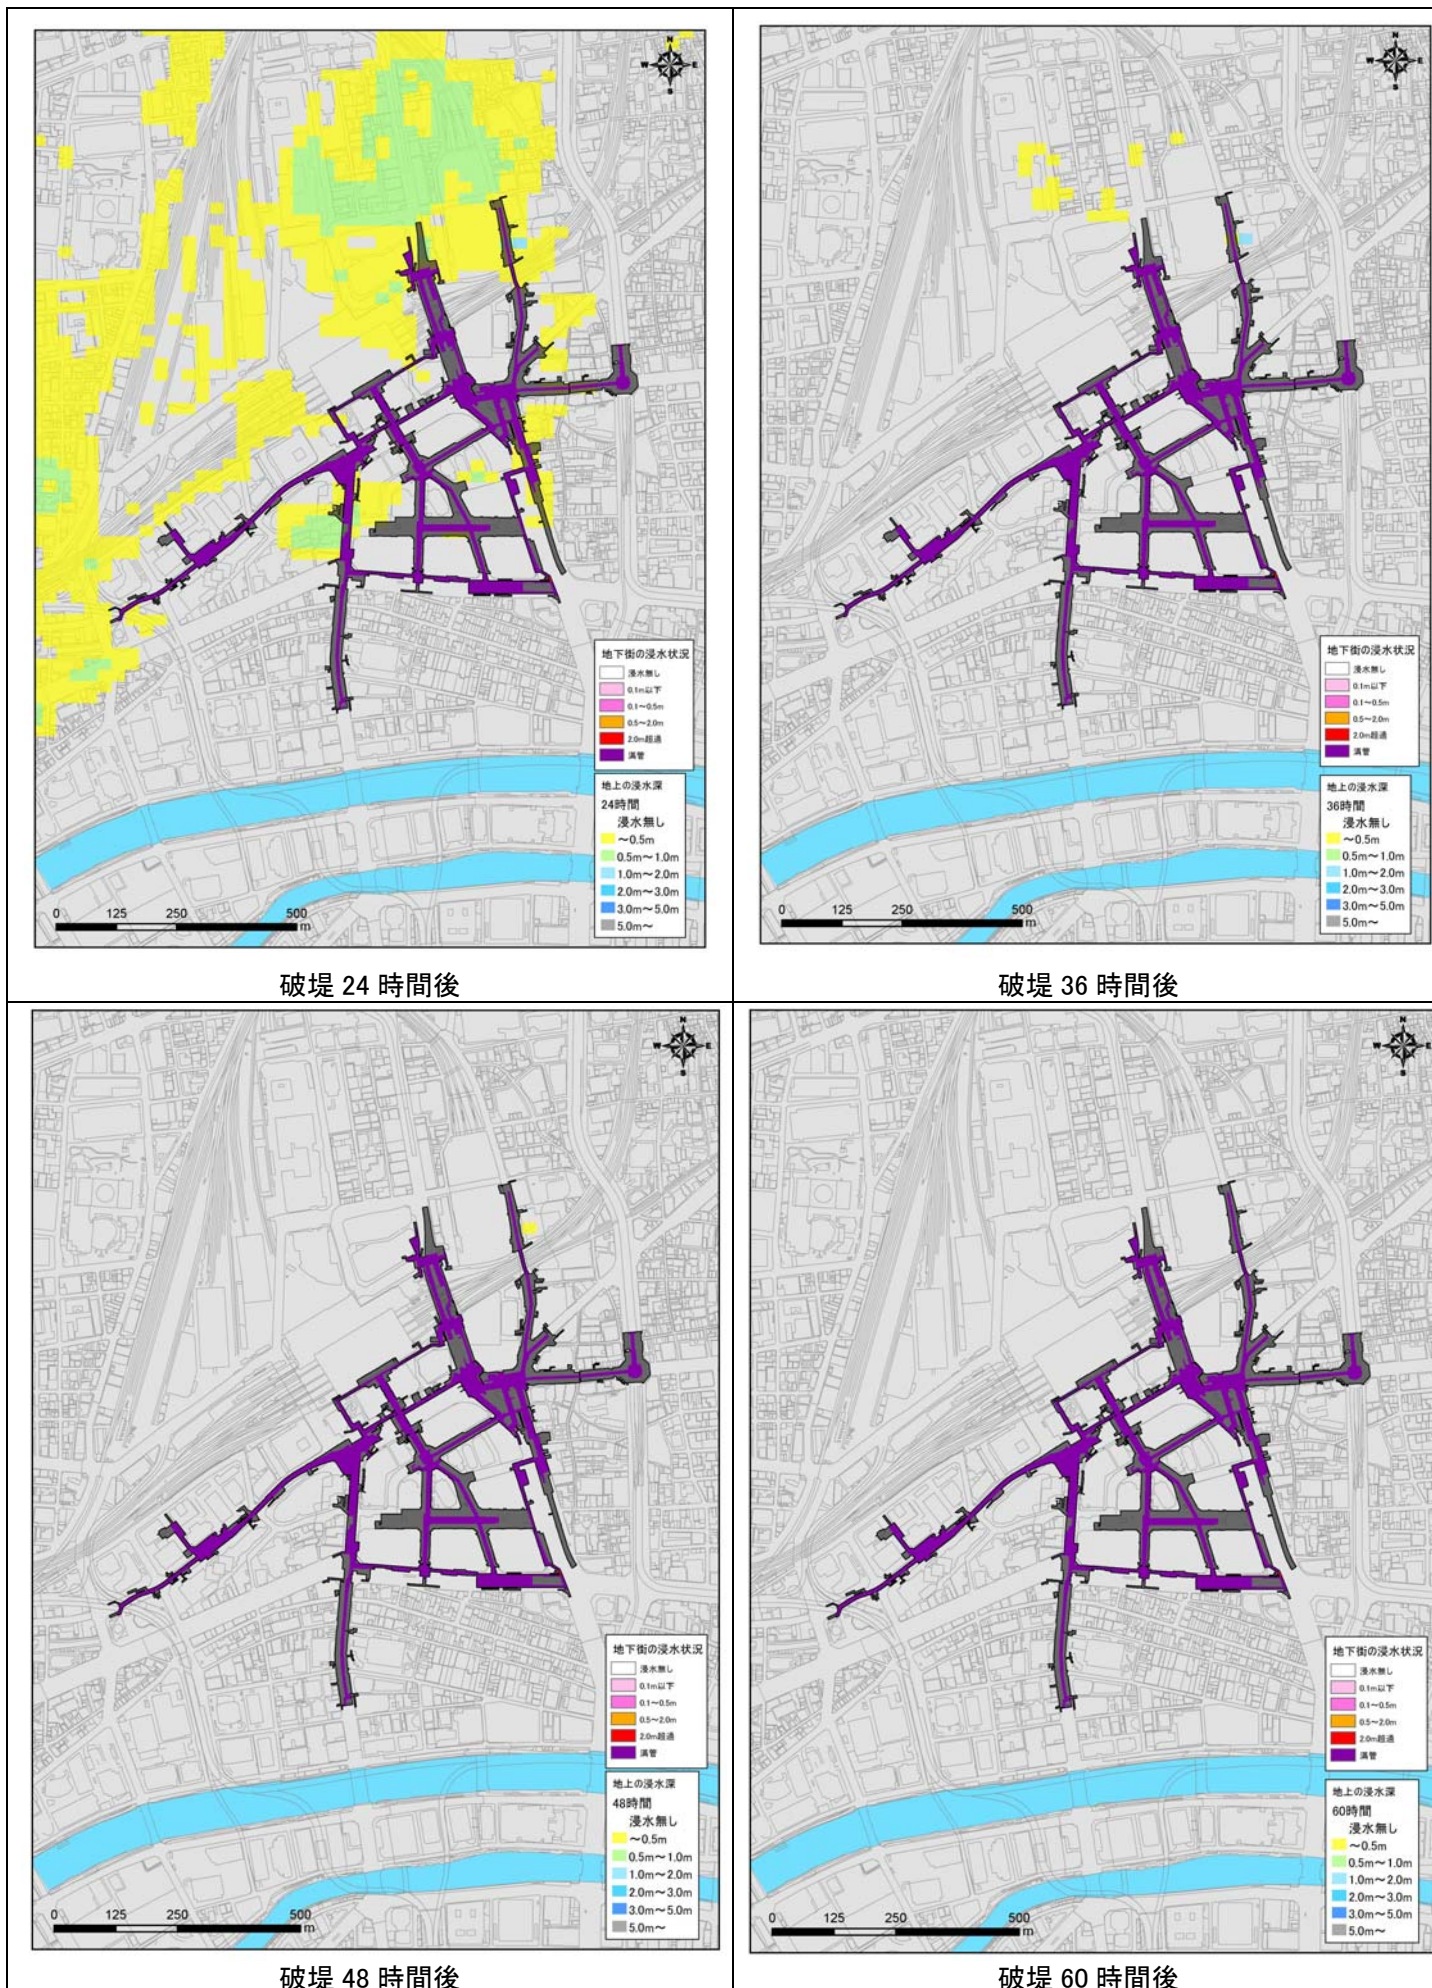 N
W E
S
地下街の浸水状況
浸水無し
0.1m以下
0.1～0.5m
0.5～2.0m
2.0m超過
満管
地上の浸水深
24時間
浸水無し
～0.5m
0.5m～1.0m
1.0m～2.0m
2.0m～3.0m
3.0m～5.0m
5.0m～
0 125 250 500
m
破堤 24 時間後
N
W E
S
地下街の浸水状況
浸水無し
0.1m以下
0.1～0.5m
0.5～2.0m
2.0m超過
満管
地上の浸水深
36時間
浸水無し
～0.5m
0.5m～1.0m
1.0m～2.0m
2.0m～3.0m
3.0m～5.0m
5.0m～
0 125 250 500
m
破堤 36 時間後
N
W E
S
地下街の浸水状況
浸水無し
0.1m以下
0.1～0.5m
0.5～2.0m
2.0m超過
満管
地上の浸水深
48時間
浸水無し
～0.5m
0.5m～1.0m
1.0m～2.0m
2.0m～3.0m
3.0m～5.0m
5.0m～
0 125 250 500
m
破堤 48 時間後
N
W E
S
地下街の浸水状況
浸水無し
0.1m以下
0.1～0.5m
0.5～2.0m
2.0m超過
満管
地上の浸水深
60時間
浸水無し
～0.5m
0.5m～1.0m
1.0m～2.0m
2.0m～3.0m
3.0m～5.0m
5.0m～
0 125 250 500
m
破堤 60 時間後